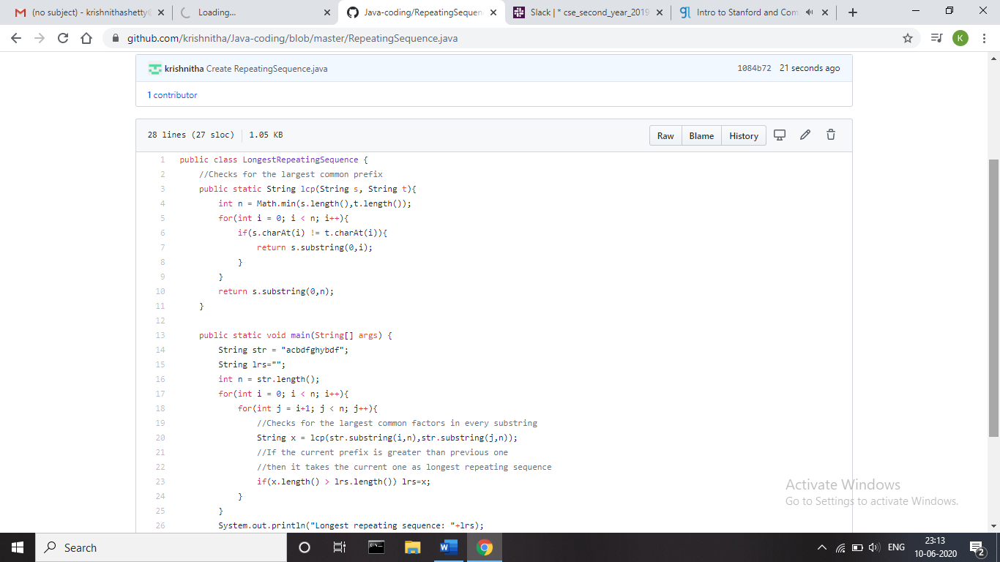 (no subject) - krishnithashetty
Loading...
Java-coding/RepeatingSequen
Slack | * cse_second_year_2019
Intro to Stanford and Com
github.com/krishnitha/Java-coding/blob/master/RepeatingSequence.java
K
krishnitha Create RepeatingSequence.java
1084b72 21 seconds ago
1 contributor
28 lines (27 sloc) 1.05 KB
Raw Blame History
1 public class LongestRepeatingSequence {
2 //Checks for the largest common prefix
3 public static String lcp(String s, String t){
4 int n = Math.min(s.length(),t.length());
5 for(int i = 0; i < n; i++){
6 if(s.charAt(i) != t.charAt(i)){
7 return s.substring(0,i);
8 }
9 }
10 return s.substring(0,n);
11 }
12
13 public static void main(String[] args) {
14 String str = "acbdfghybdf";
15 String lrs="";
16 int n = str.length();
17 for(int i = 0; i < n; i++){
18 for(int j = i+1; j < n; j++){
19 //Checks for the largest common factors in every substring
20 String x = lcp(str.substring(i,n),str.substring(j,n));
21 //If the current prefix is greater than previous one
22 //then it takes the current one as longest repeating sequence
23 if(x.length() > lrs.length()) lrs=x;
24 }
25 }
26 System.out.println("Longest repeating sequence: "+lrs);
Activate Windows
Go to Settings to activate Windows.
Search
ENG
23:13
10-06-2020
2